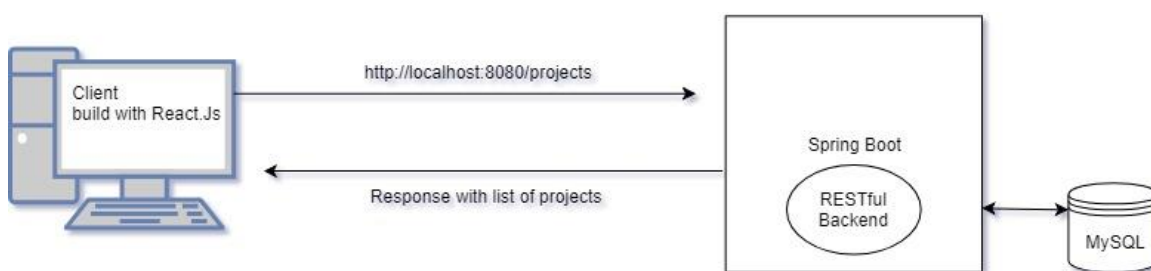 Client
build with React.Js
http://localhost:8080/projects
Response with list of projects
Spring Boot
RESTful
Backend
MySQL